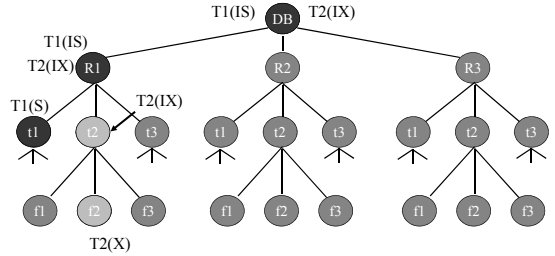 T1(IS) DB T2(IX)
T1(IS)
T2(IX) R1 R2 R3
T1(S) T2(IX)
t1 t2 t3 t1 t2 t3 t1 t2 t3
f1 f2 f3 f1 f2 f3 f1 f2 f3
T2(X)